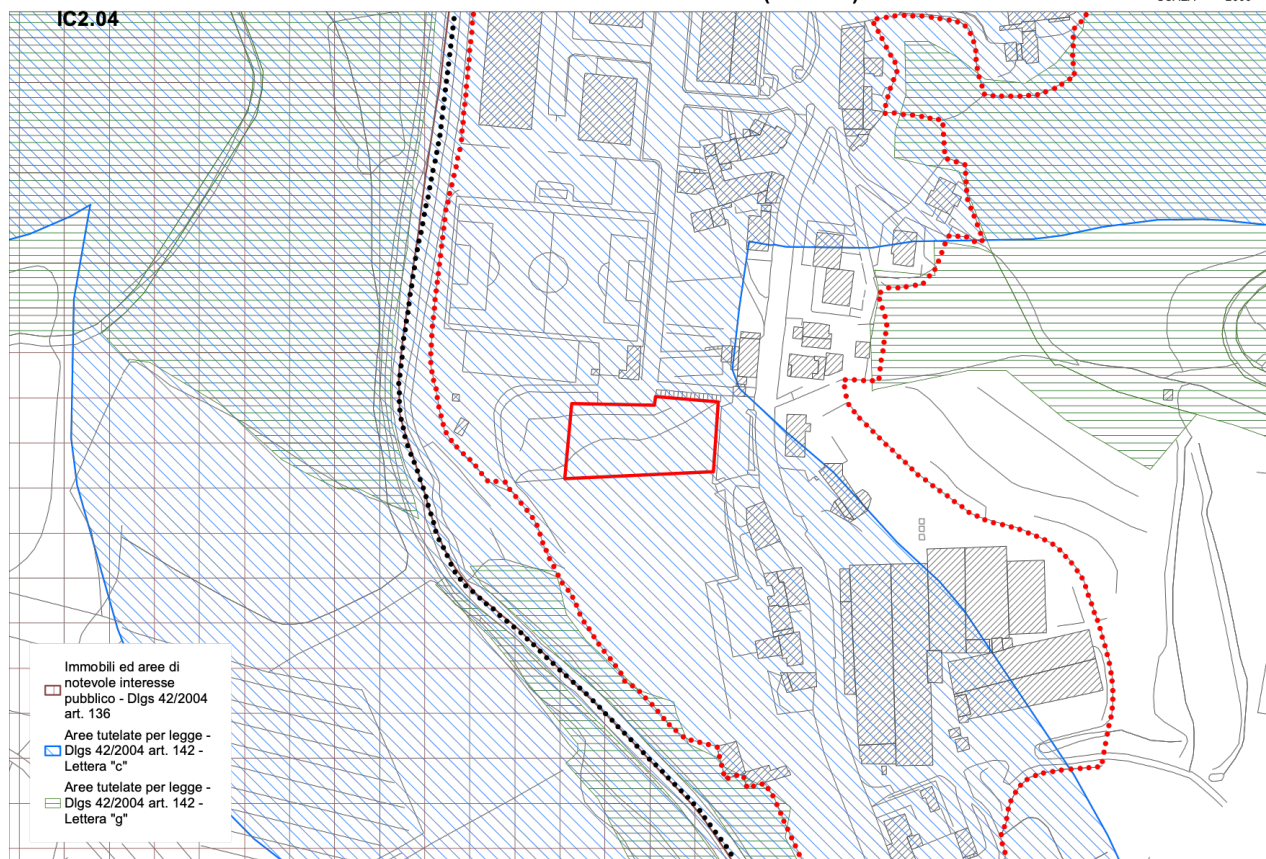 IC2.04
Immobili ed aree di
notevole interesse
pubblico - Dlgs 42/2004
art. 136
Aree tutelate per legge -
Dlgs 42/2004 art. 142 -
Lettera "c"
Aree tutelate per legge -
Dlgs 42/2004 art. 142 -
Lettera "g"